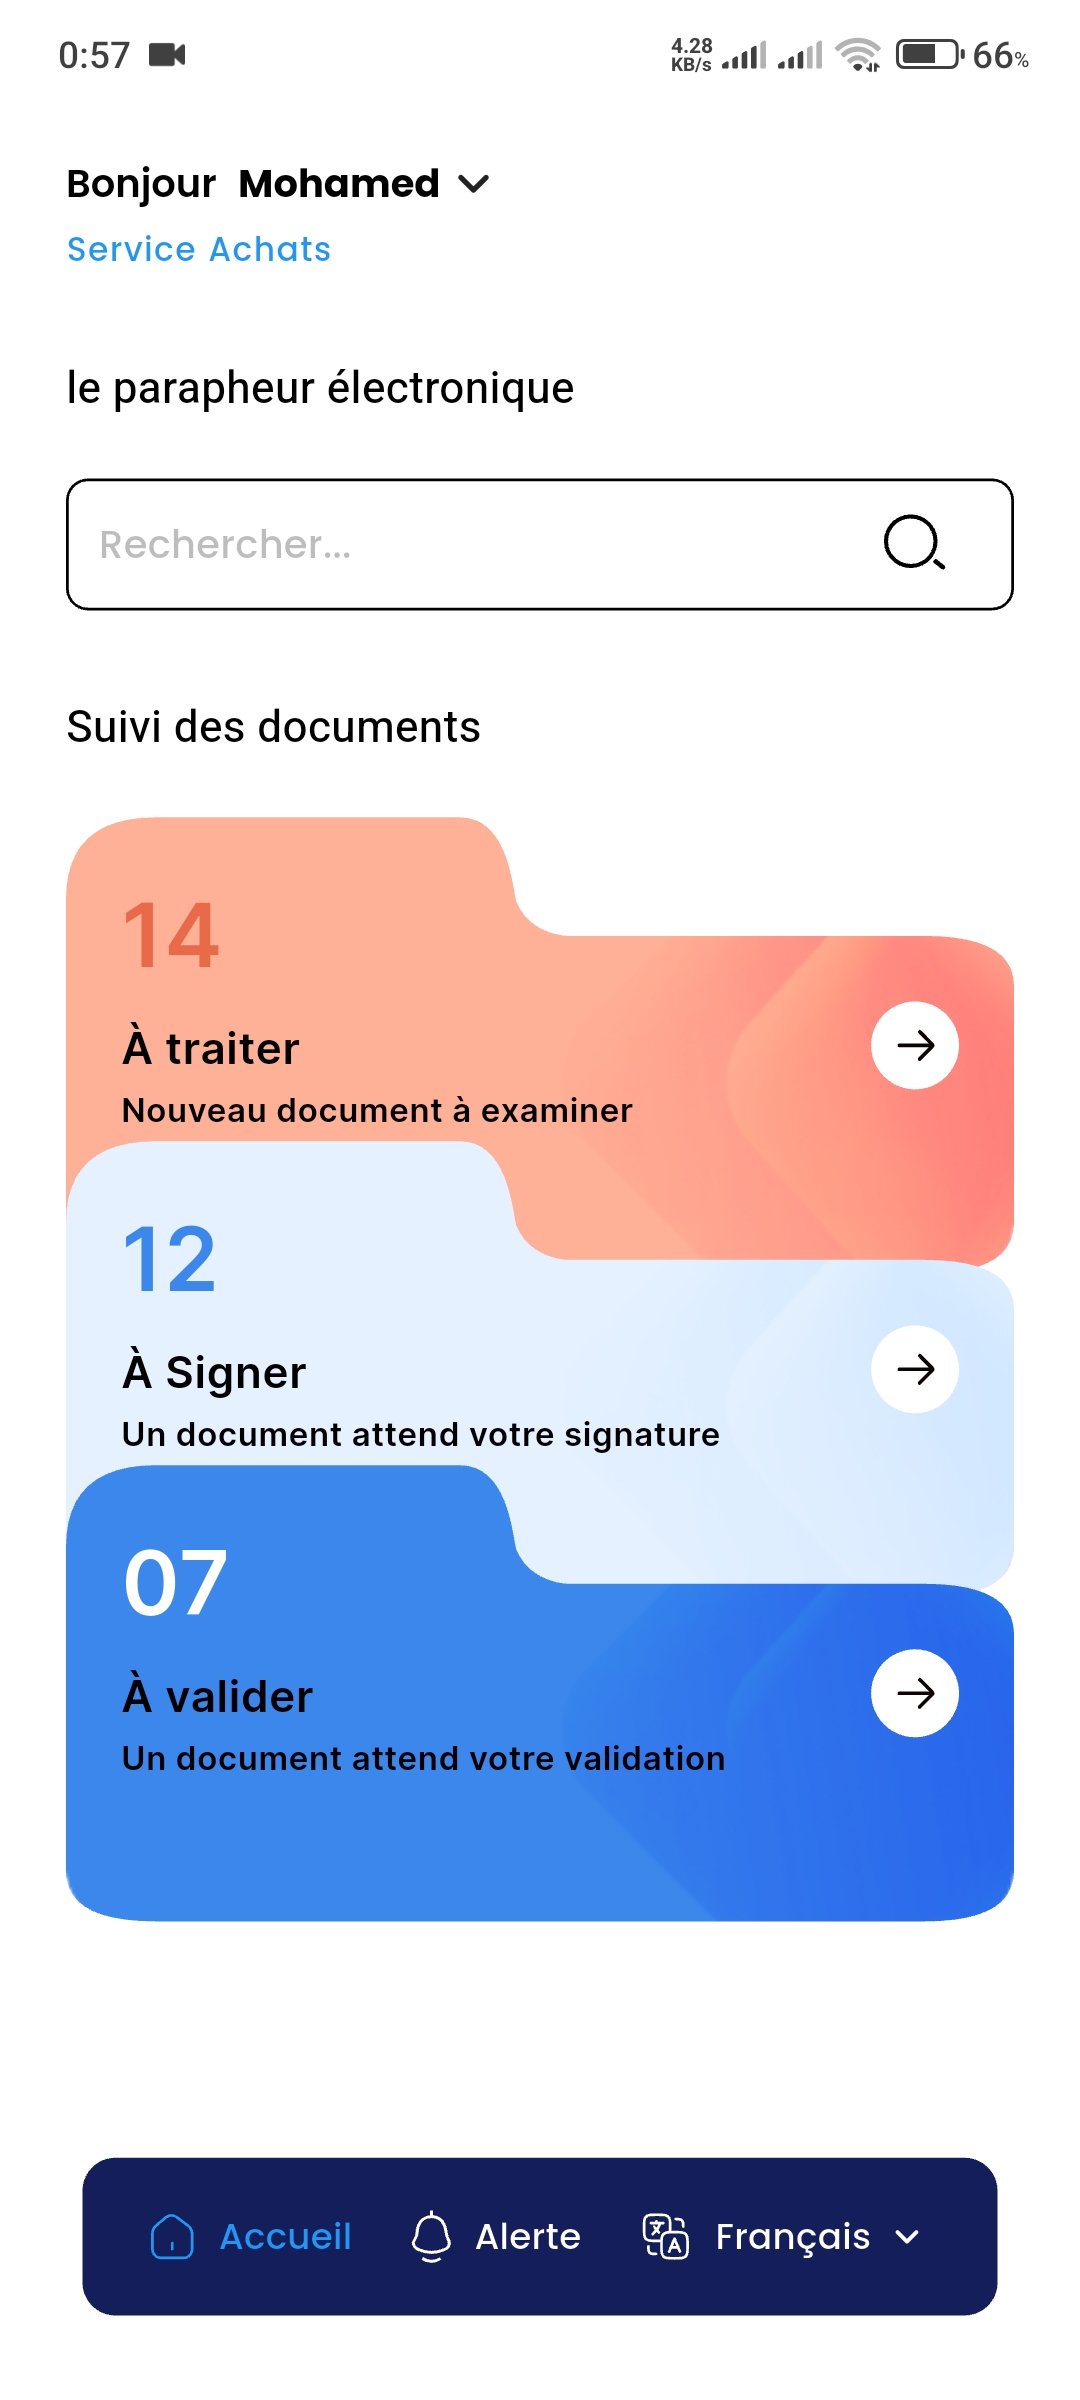 0:57
4.28 KB/s
66%
Bonjour Mohamed
Service Achats
le parapheur électronique
Rechercher...
Suivi des documents
14
À traiter
Nouveau document à examiner
12
À Signer
Un document attend votre signature
07
À valider
Un document attend votre validation
Accueil Alerte Français